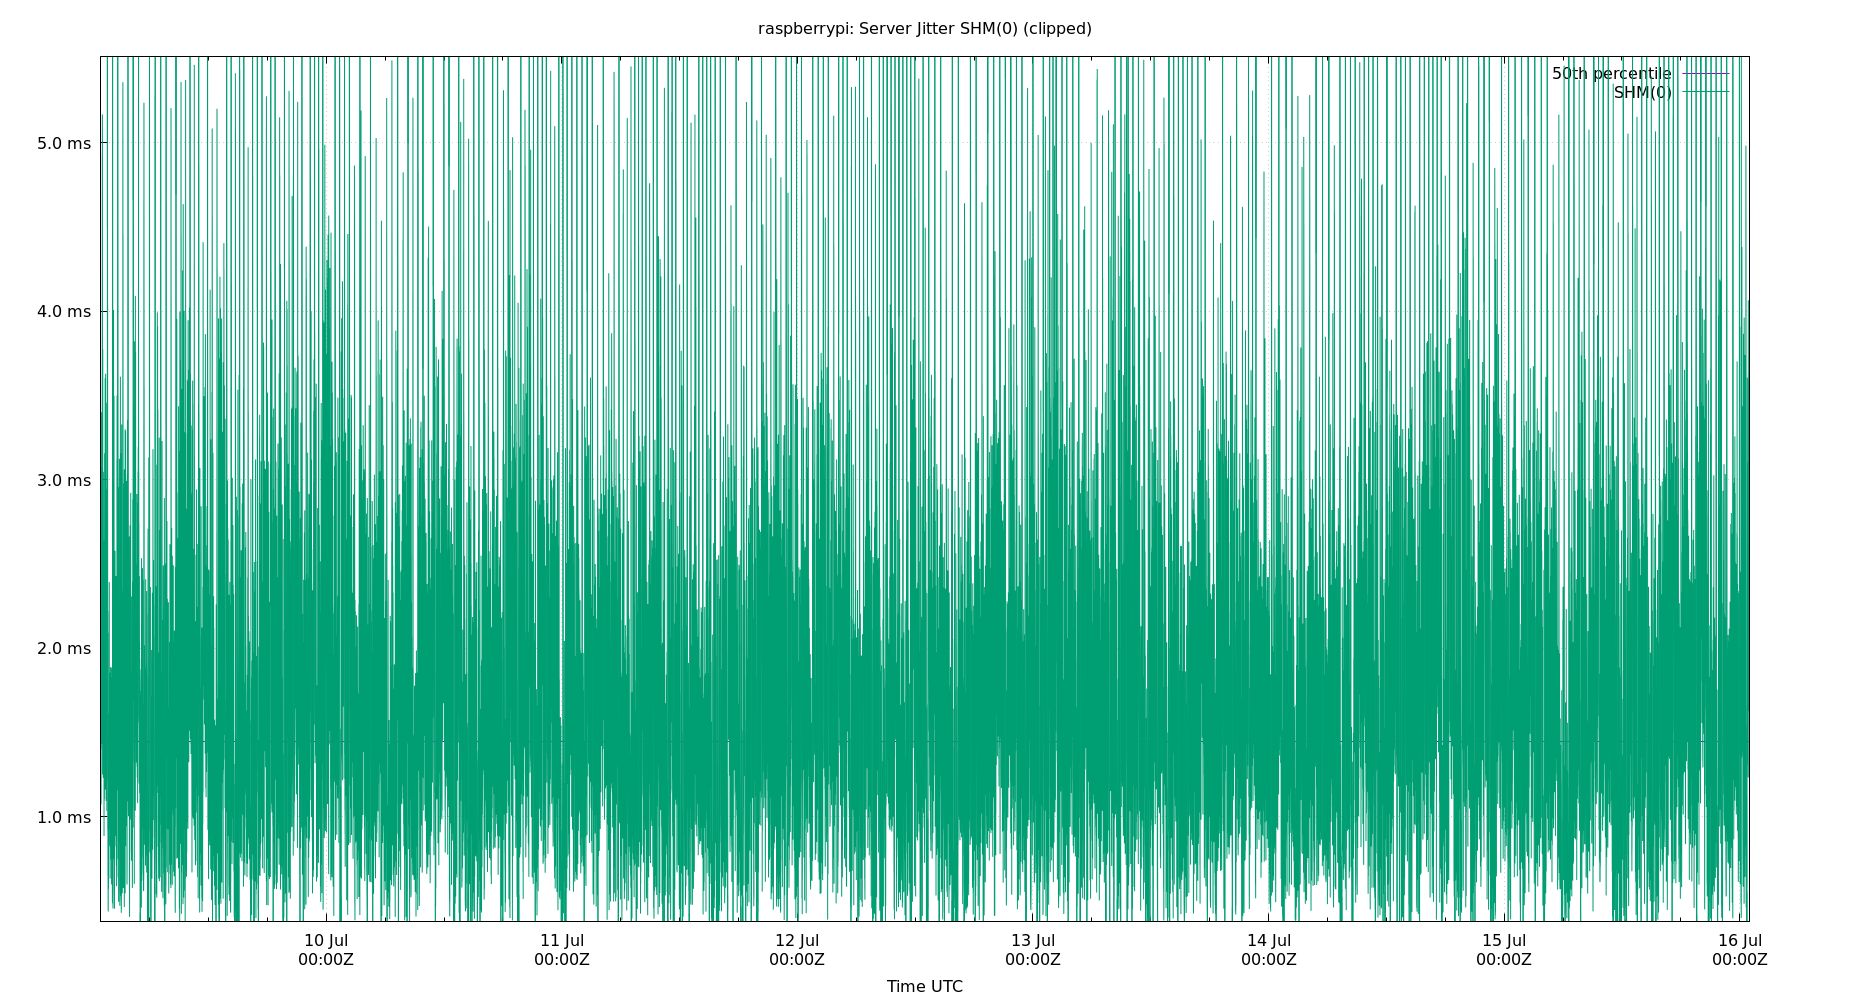 raspberrypi: Server Jitter SHM(0) (clipped)
50th percentile
SHM(0)
5.0 ms
4.0 ms
3.0 ms
2.0 ms
1.0 ms
10 Jul 11 Jul 12 Jul 13 Jul 14 Jul 15 Jul 16 Jul
00:00Z 00:00Z 00:00Z 00:00Z 00:00Z 00:00Z 00:00Z
Time UTC